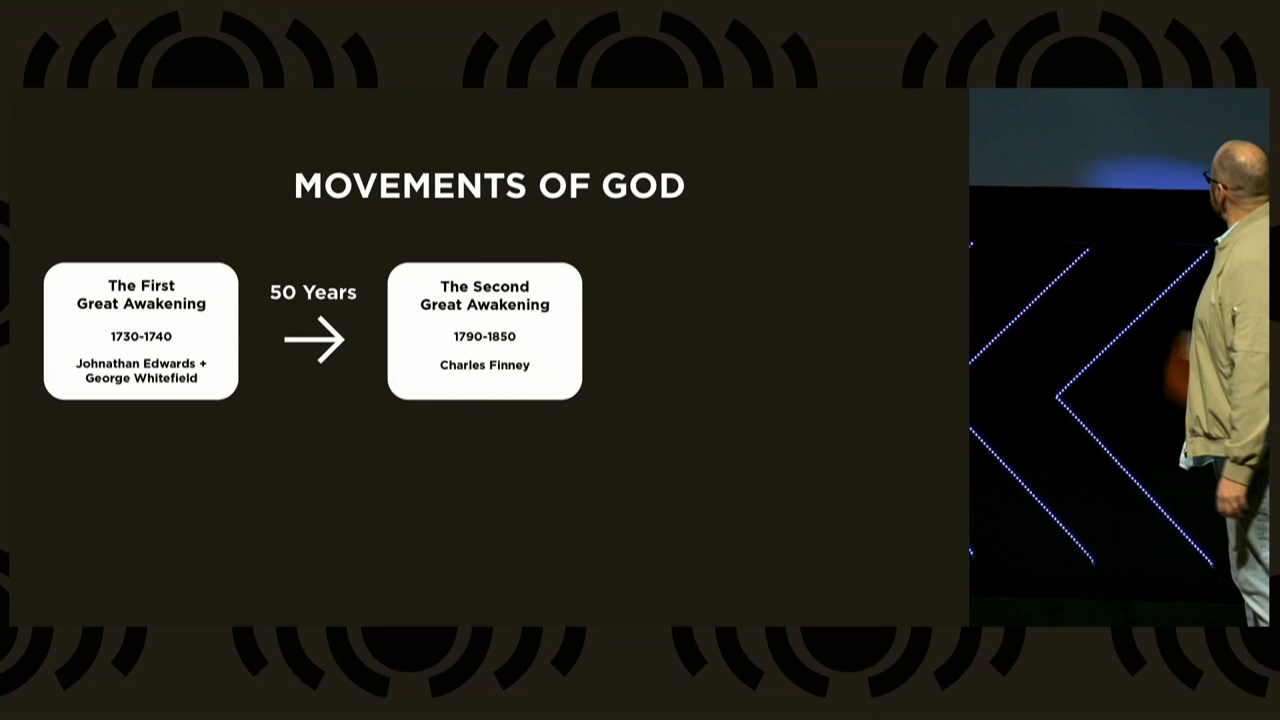 MOVEMENTS OF GOD
The First
Great Awakening
1730-1740
Johnathan Edwards +
George Whitefield
50 Years
The Second
Great Awakening
1790-1850
Charles Finney